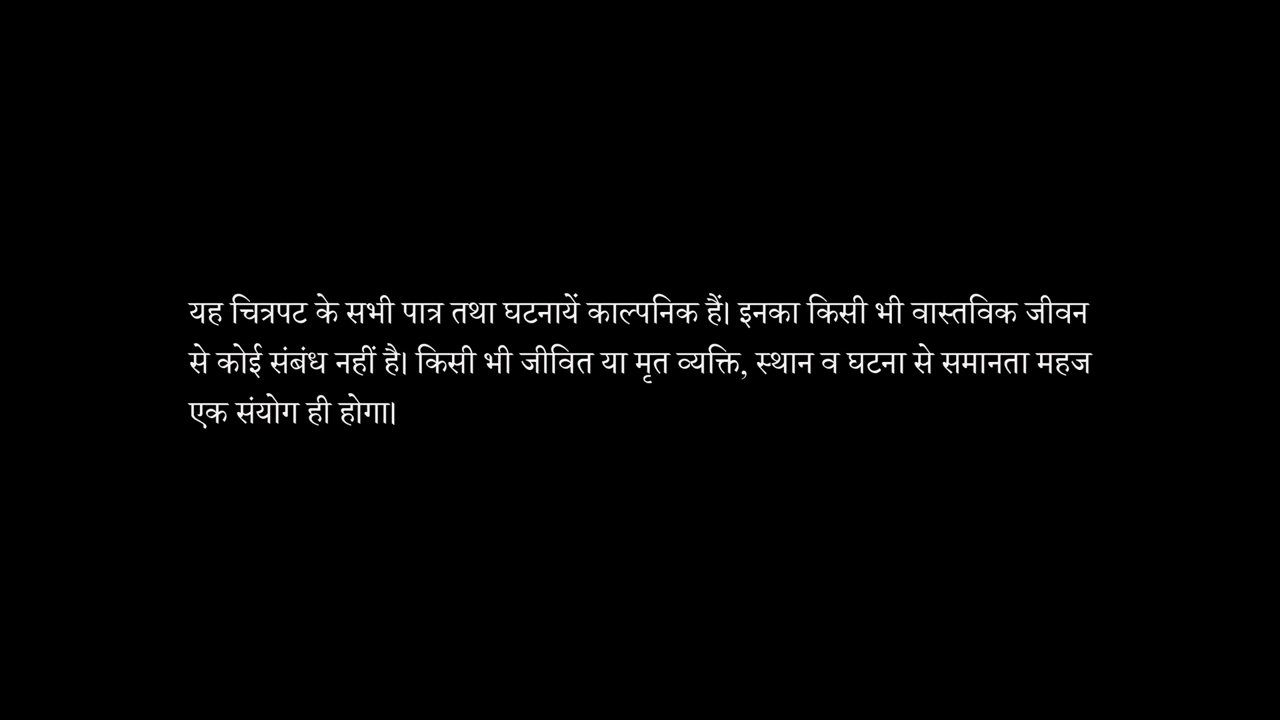 यह चित्रपट के सभी पात्र तथा घटनायें काल्पनिक हैं। इनका किसी भी वास्तविक जीवन
से कोई संबंध नहीं है। किसी भी जीवित या मृत व्यक्ति, स्थान व घटना से समानता महज
एक संयोग ही होगा।